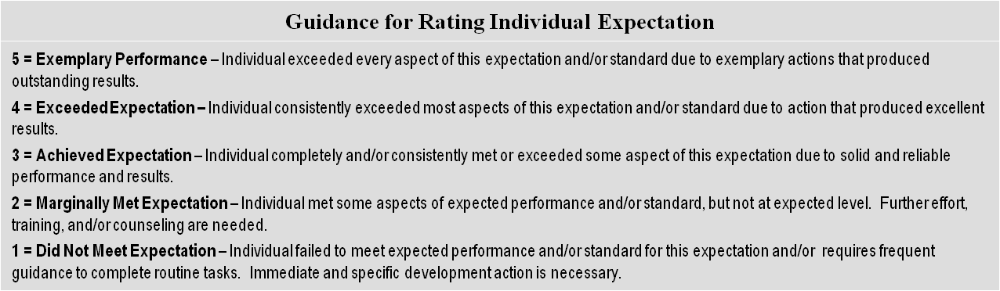 Guidance for Rating Individual Expectation
5 = Exemplary Performance – Individual exceeded every aspect of this expectation and/or standard due to exemplary actions that produced
outstanding results.
4 = Exceeded Expectation – Individual consistently exceeded most aspects of this expectation and/or standard due to action that produced excellent
results.
3 = Achieved Expectation – Individual completely and/or consistently met or exceeded some aspect of this expectation due to solid and reliable
performance and results.
2 = Marginally Met Expectation – Individual met some aspects of expected performance and/or standard, but not at expected level. Further effort,
training, and/or counseling are needed.
1 = Did Not Meet Expectation – Individual failed to meet expected performance and/or standard for this expectation and/or requires frequent
guidance to complete routine tasks. Immediate and specific development action is necessary.